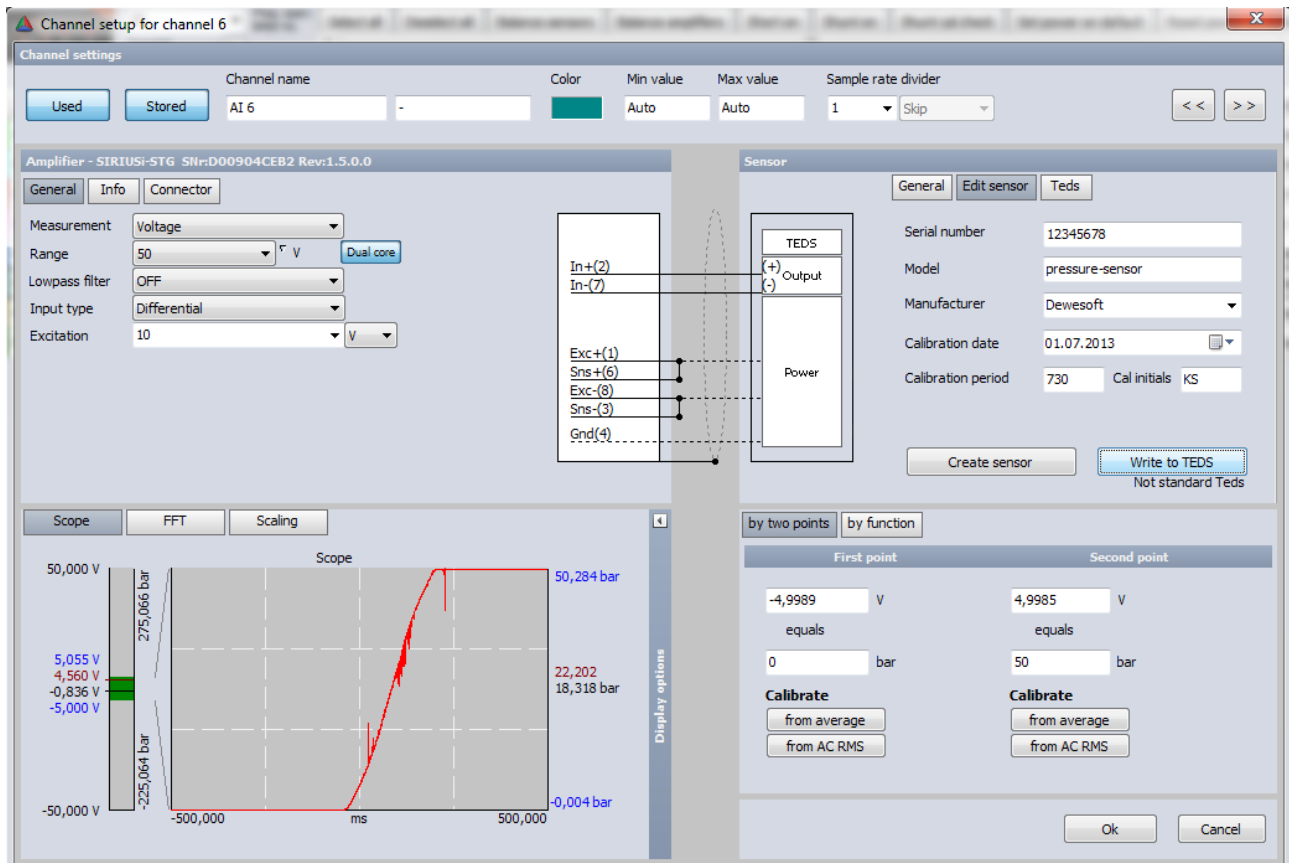 Channel setup for channel 6
Channel settings
Channel name
Color
Min value
Max value
Sample rate divider
Used
Stored
AI 6
-
Auto
Auto
1
Skip
<<
>>
Amplifier - SIRIUSi-STG SNr:D00904CEB2 Rev:1.5.0.0
General
Info
Connector
Measurement
Voltage
Range
50
V
Dual core
Lowpass filter
OFF
Input type
Differential
Excitation
10
V
In+(2)
In-(7)
Exc+(1)
Sns+(6)
Exc-(8)
Sns-(3)
Gnd(4)
TEDS
(+)
Output
(-)
Power
Sensor
General
Edit sensor
Teds
Serial number
12345678
Model
pressure-sensor
Manufacturer
Dewesoft
Calibration date
01.07.2013
Calibration period
730
Cal initials
KS
Create sensor
Write to TEDS
Not standard Teds
Scope
FFT
Scaling
Scope
50,000 V
275,066 bar
5,055 V
4,560 V
-0,836 V
-5,000 V
-225,064 bar
-50,000 V
-500,000
ms
500,000
50,284 bar
22,202
18,318 bar
-0,004 bar
Display options
by two points
by function
First point
Second point
-4,9989
V
4,9985
V
equals
equals
0
bar
50
bar
Calibrate
Calibrate
from average
from average
from AC RMS
from AC RMS
Ok
Cancel